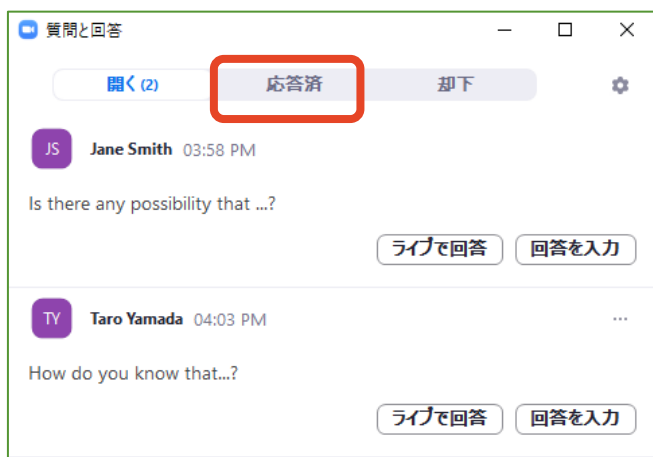 質問と回答
開く (2) 応答済 却下
JS Jane Smith 03:58 PM
Is there any possibility that ...?
ライブで回答 回答を入力
TY Taro Yamada 04:03 PM ...
How do you know that...?
ライブで回答 回答を入力